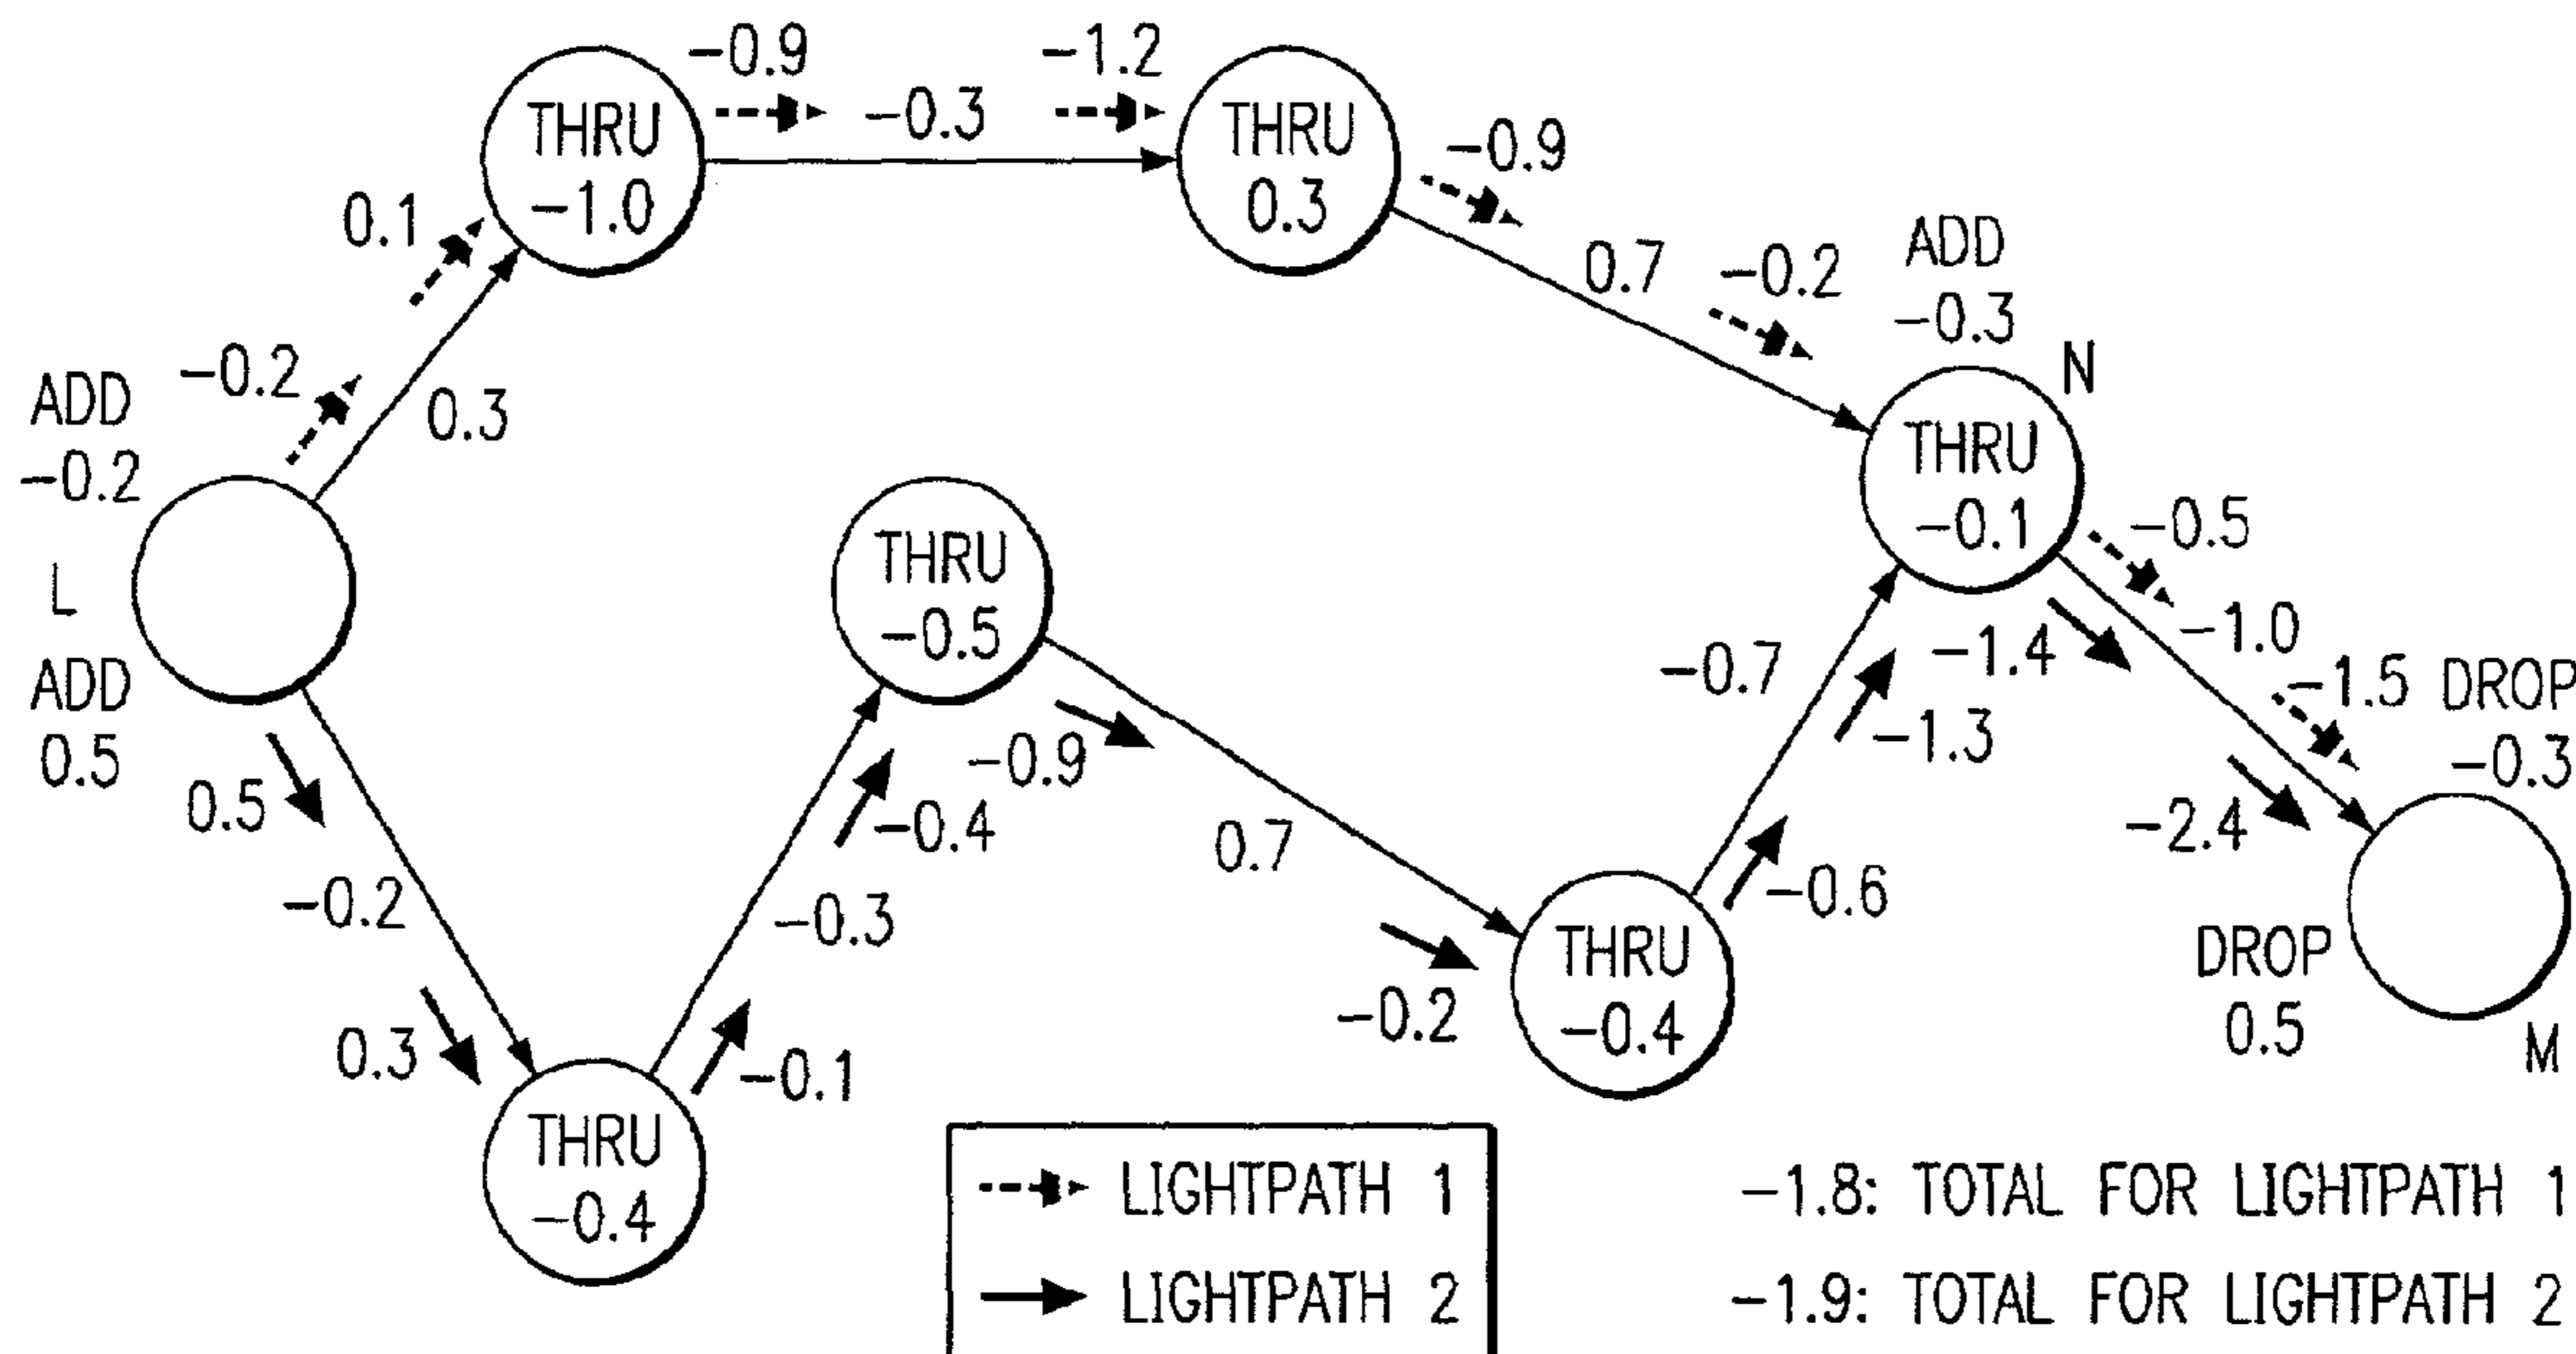 -0.9
-1.2
THRU
-1.0
-0.3
THRU
0.3
-0.9
0.1
0.7
-0.2
ADD
-0.3
N
ADD
-0.2
-0.2
0.3
THRU
-0.1
-0.5
L
THRU
-0.5
-0.7
-1.4
-1.0
-1.3
-1.5
DROP
-0.3
ADD
0.5
0.5
-0.9
-0.4
0.7
-2.4
-0.2
-0.3
-0.6
0.3
-0.1
-0.2
THRU
-0.4
DROP
0.5
M
THRU
-0.4
LIGHTPATH 1
LIGHTPATH 2
-1.8: TOTAL FOR LIGHTPATH 1
-1.9: TOTAL FOR LIGHTPATH 2